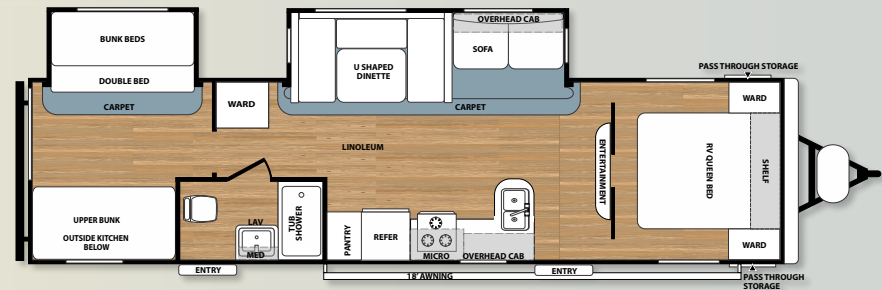 BUNK BEDS
DOUBLE BED
CARPET
WARD
U SHAPED
DINETTE
OVERHEAD CAB
SOFA
CARPET
PASS THROUGH STORAGE
WARD
LINOLEUM
ENTERTAINMENT
RV QUEEN BED
SHELF
UPPER BUNK
OUTSIDE KITCHEN
BELOW
LAV
MED
TUB
SHOWER
PANTRY
REFER
MICRO
OVERHEAD CAB
WARD
ENTRY
18' AWNING
ENTRY
PASS THROUGH
STORAGE